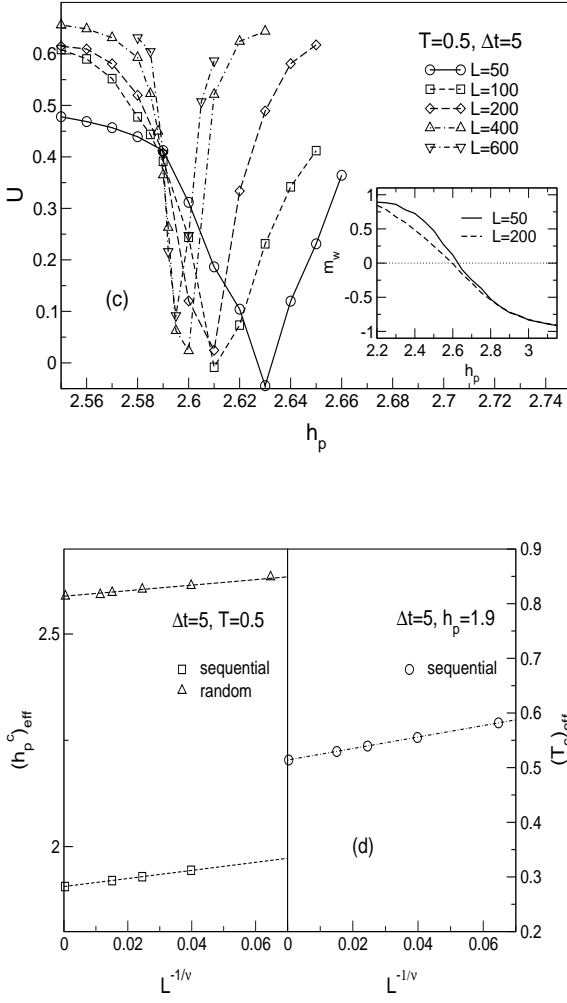 0.6
0.5
0.4
0.3
0.2
0.1
0
U
(c)
T=0.5, Δt=5
L=50
L=100
L=200
L=400
L=600
1
0.5
0
-0.5
-1
m_w
L=50
L=200
2.2 2.4 2.6 2.8 3
h_p
2.56 2.58 2.6 2.62 2.64 2.66 2.68 2.7 2.72 2.74
h_p
2.5
2
(h_p^c)_eff
Δt=5, T=0.5
sequential
random
0 0.02 0.04 0.06
L^{-1/ν}
Δt=5, h_p=1.9
sequential
(d)
0.9
0.8
0.7
0.6
0.5
0.4
0.3
0.2
(T_c)_eff
0 0.02 0.04 0.06
L^{-1/ν}